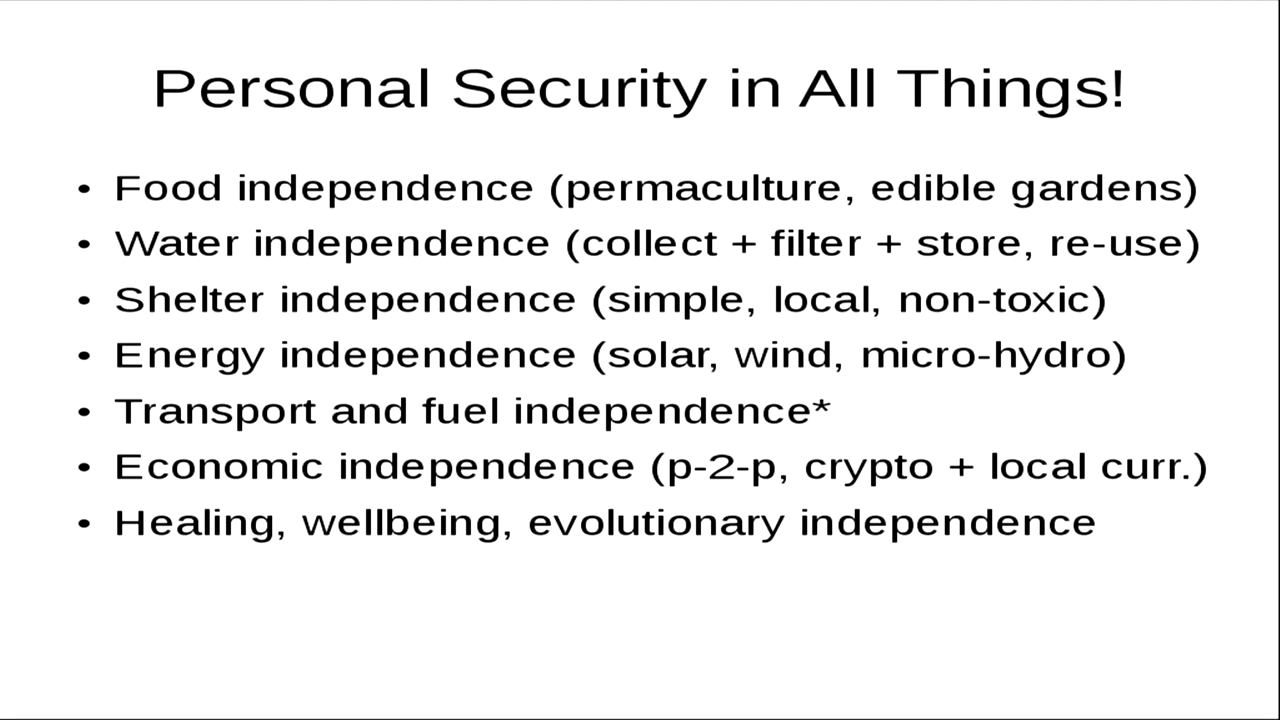 Personal Security in All Things!
• Food independence (permaculture, edible gardens)
• Water independence (collect + filter + store, re-use)
• Shelter independence (simple, local, non-toxic)
• Energy independence (solar, wind, micro-hydro)
• Transport and fuel independence*
• Economic independence (p-2-p, crypto + local curr.)
• Healing, wellbeing, evolutionary independence